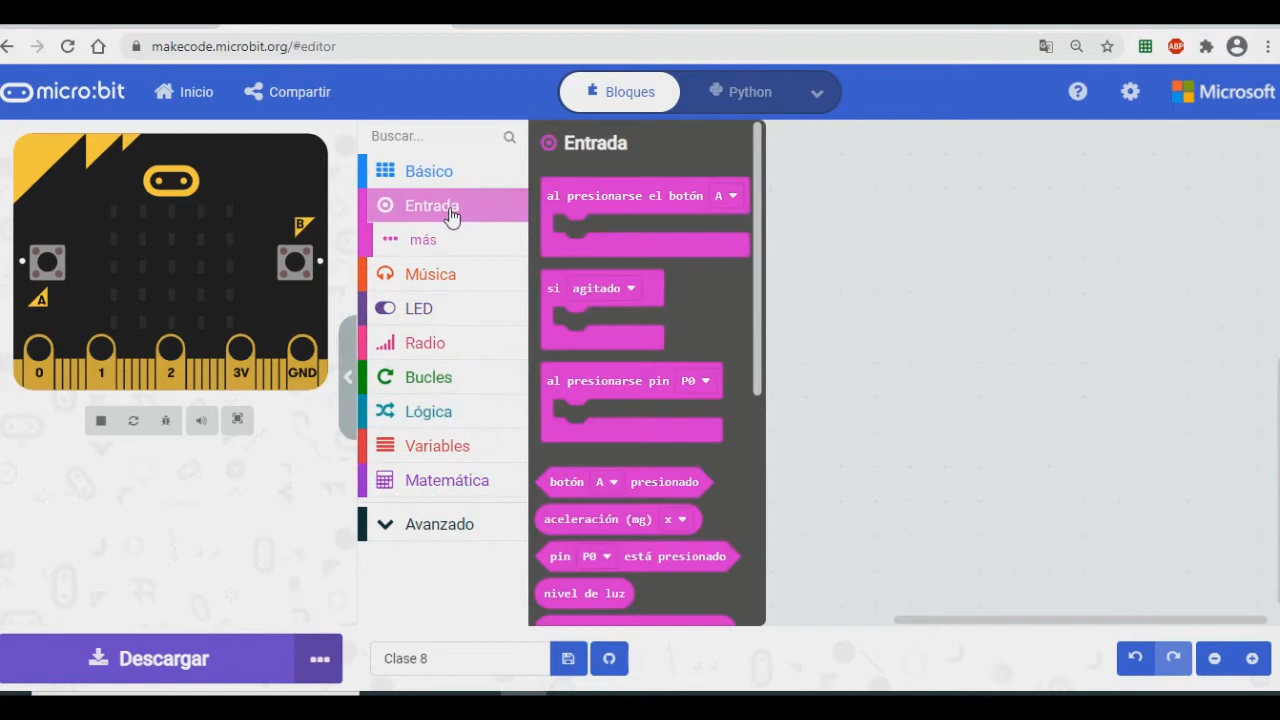 makecode.microbit.org/#editor
ABP
micro:bit Inicio Compartir Bloques Python ? Microsoft
Buscar...
Básico
Entrada
más
Música
LED
Radio
Bucles
Lógica
Variables
Matemática
Avanzado
Entrada
al presionarse el botón A
si agitado
al presionarse pin P0
botón A presionado
aceleración (mg) x
pin P0 está presionado
nivel de luz
B
A
0 1 2 3V GND
Descargar ... Clase 8